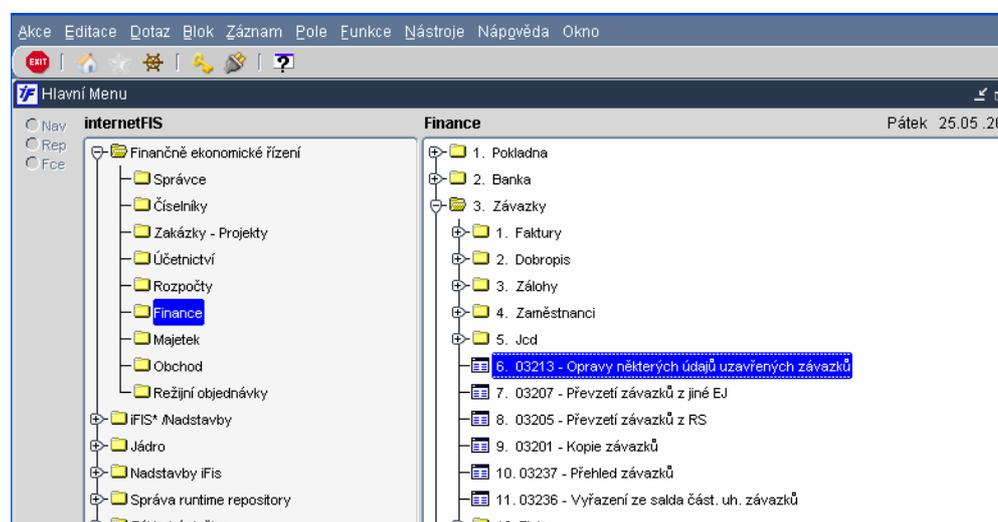 Akce Editace Dotaz Blok Záznam Pole Funkce Nástroje Nápověda Okno
EXIT
Hlavní Menu
Nav
Rep
Fce
internetFIS
Finančně ekonomické řízení
Správce
Číselníky
Zakázky - Projekty
Účetnictví
Rozpočty
Finance
Majetek
Obchod
Režijní objednávky
iFIS* /Nadstavby
Jádro
Nadstavby iFis
Správa runtime repository
Finance
Pátek 25.05.20
1. Pokladna
2. Banka
3. Závazky
1. Faktury
2. Dobropis
3. Zálohy
4. Zaměstnanci
5. Jcd
6. 03213 - Opravy některých údajů uzavřených závazků
7. 03207 - Převzetí závazků z jiné EJ
8. 03205 - Převzetí závazků z RS
9. 03201 - Kopie závazků
10. 03237 - Přehled závazků
11. 03236 - Vyřazení ze salda část. uh. závazků